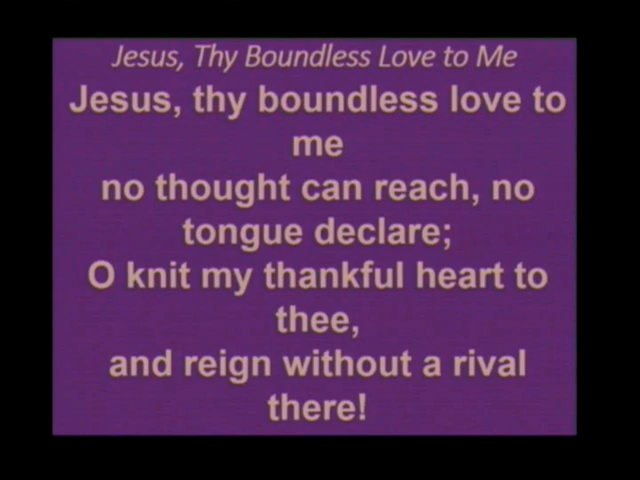 Jesus, Thy Boundless Love to Me
Jesus, thy boundless love to
me
no thought can reach, no
tongue declare;
O knit my thankful heart to
thee,
and reign without a rival
there!